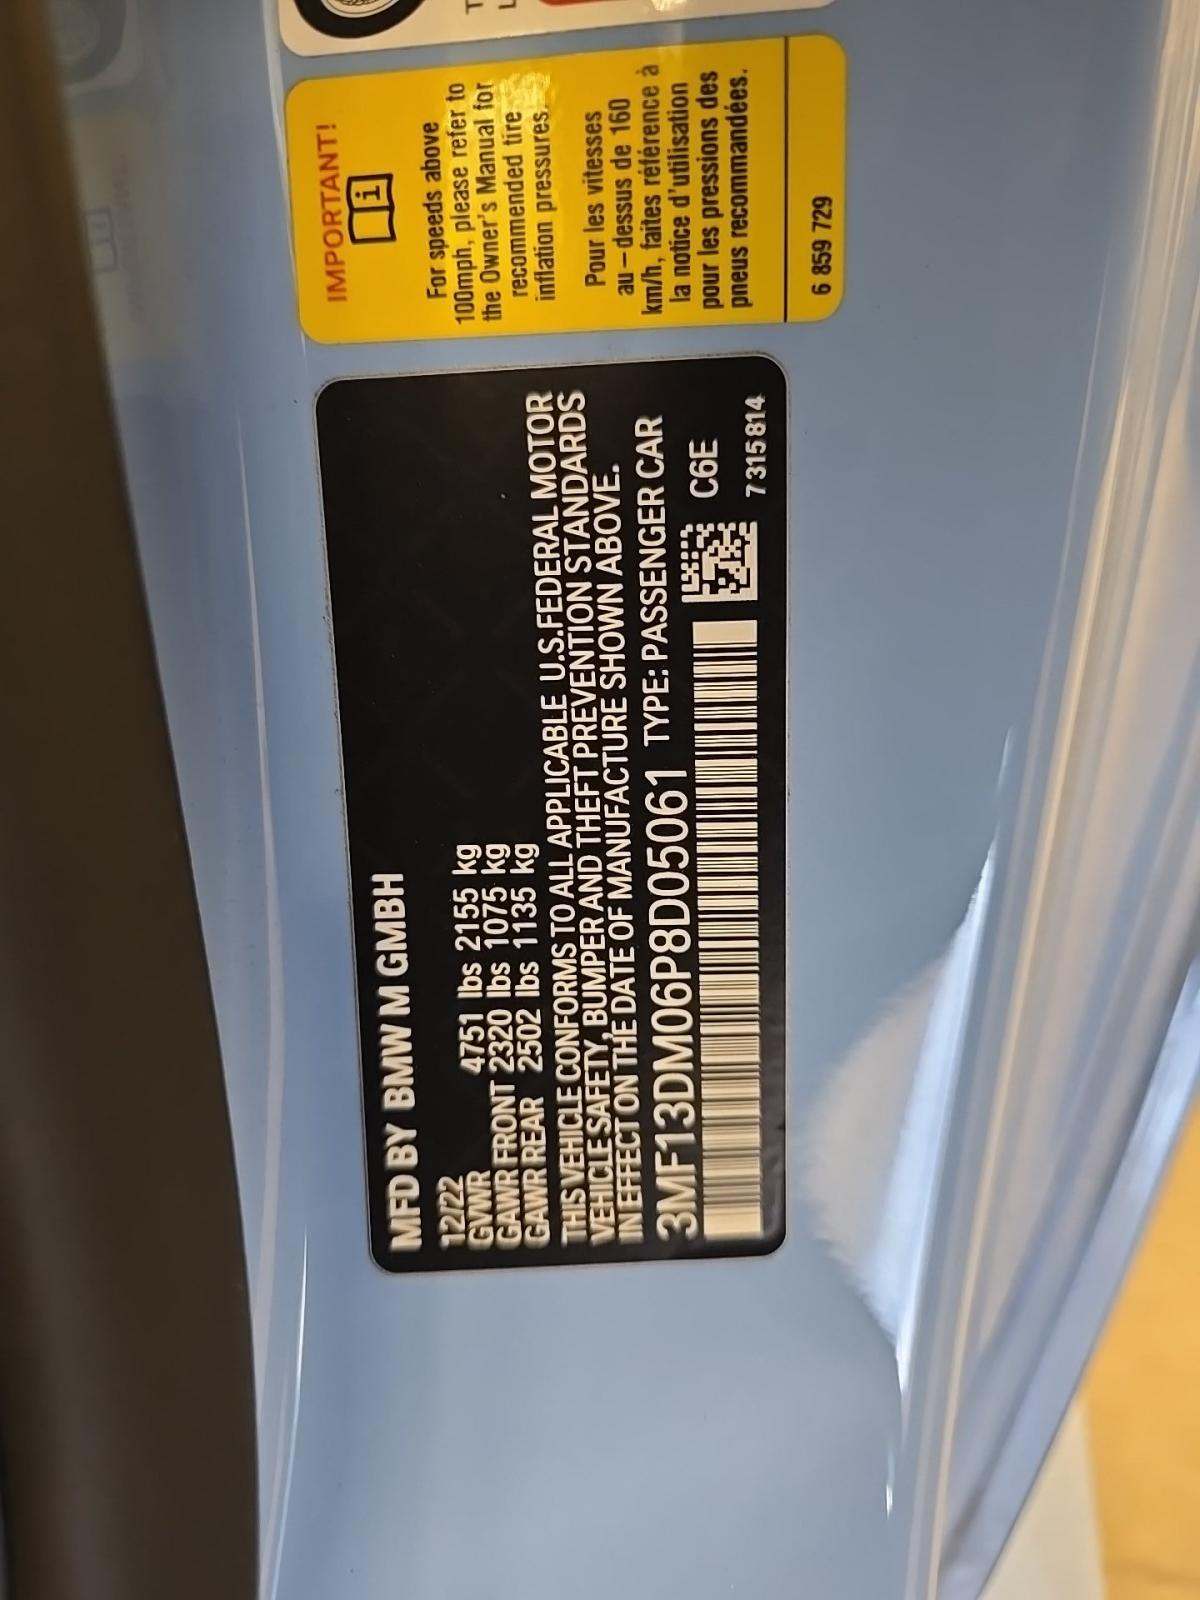 MFD BY BMW M GMBH
12/22
GVWR 4751 lbs 2155 kg
GAWR FRONT 2320 lbs 1075 kg
GAWR REAR 2502 lbs 1135 kg
THIS VEHICLE CONFORMS TO ALL APPLICABLE U.S.FEDERAL MOTOR
VEHICLE SAFETY, BUMPER AND THEFT PREVENTION STANDARDS
IN EFFECT ON THE DATE OF MANUFACTURE SHOWN ABOVE.
3MF13DM06P8D05061 TYPE: PASSENGER CAR
C6E
7315814
IMPORTANT!
i
For speeds above
100mph, please refer to
the Owner's Manual for
recommended tire
inflation pressures.
Pour les vitesses
au-dessus de 160
km/h, faites référence à
la notice d'utilisation
pour les pressions des
pneus recommandées.
6 859 729